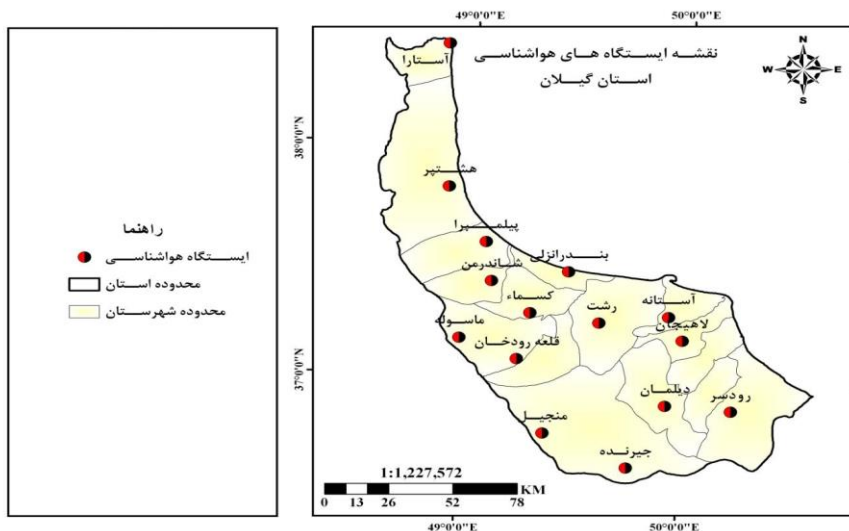 49°0'0"E
50°0'0"E
نقشه ایستگاه های هواشناسی
استان گیلان
N
W
E
S
38°0'0"N
37°0'0"N
آستارا
هشتپر
پیلمبرا
بندرانزلی
شاندرمن
کسماء
رشت
آستانه
لاهیجان
ماسوله
قلعه رودخان
دیلمان
رودسر
منجیل
جیرنده
راهنما
ایستگاه هواشناسی
محدوده استان
محدوده شهرستان
1:1,227,572
KM
0 13 26 52 78
49°0'0"E
50°0'0"E